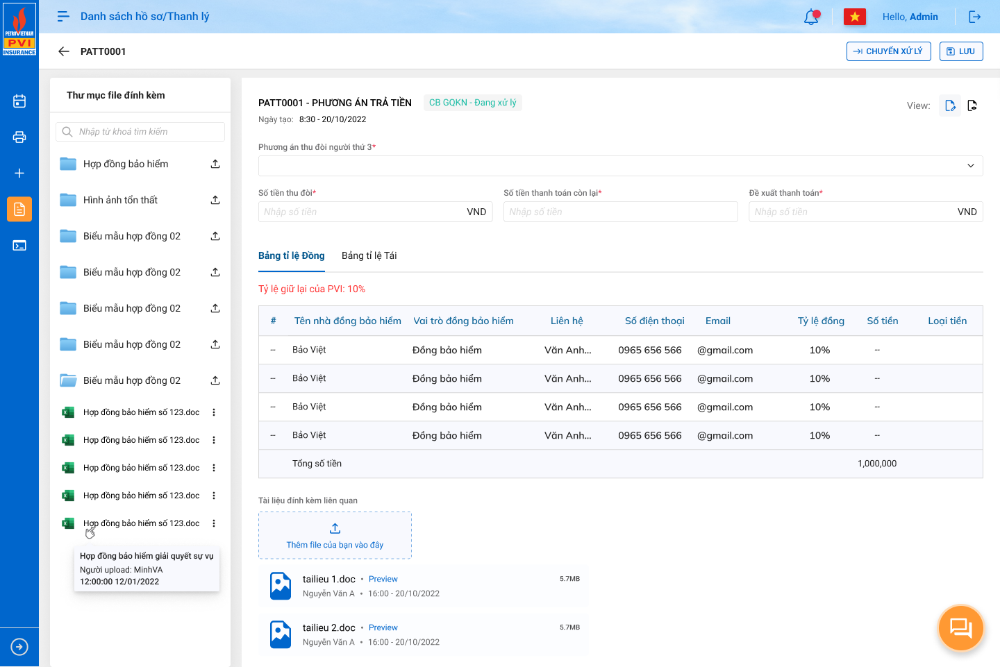 PETROVIETNAM
PVI
INSURANCE
Danh sách hồ sơ/Thanh lý
Hello, Admin
PATT0001
CHUYỂN XỬ LÝ
LƯU
Thư mục file đính kèm
Nhập từ khoá tìm kiếm
Hợp đồng bảo hiểm
Hình ảnh tổn thất
Biểu mẫu hợp đồng 02
Biểu mẫu hợp đồng 02
Biểu mẫu hợp đồng 02
Biểu mẫu hợp đồng 02
Biểu mẫu hợp đồng 02
Hợp đồng bảo hiểm số 123.doc
Hợp đồng bảo hiểm số 123.doc
Hợp đồng bảo hiểm số 123.doc
Hợp đồng bảo hiểm số 123.doc
Hợp đồng bảo hiểm số 123.doc
Hợp đồng bảo hiểm giải quyết sự vụ
Người upload: MinhVA
12:00:00 12/01/2022
PATT0001 - PHƯƠNG ÁN TRẢ TIỀN CB GQKN - Đang xử lý
View:
Ngày tạo: 8:30 - 20/10/2022
Phương án thu đòi người thứ 3*
Số tiền thu đòi* Số tiền thanh toán còn lại* Đề xuất thanh toán*
Nhập số tiền VND Nhập số tiền Nhập số tiền VND
Bảng tỉ lệ Đồng Bảng tỉ lệ Tái
Tỷ lệ giữ lại của PVI: 10%
# Tên nhà đồng bảo hiểm Vai trò đồng bảo hiểm Liên hệ Số điện thoại Email Tỷ lệ đồng Số tiền Loại tiền
-- Bảo Việt Đồng bảo hiểm Văn Anh... 0965 656 566 @gmail.com 10% --
-- Bảo Việt Đồng bảo hiểm Văn Anh... 0965 656 566 @gmail.com 10% --
-- Bảo Việt Đồng bảo hiểm Văn Anh... 0965 656 566 @gmail.com 10% --
-- Bảo Việt Đồng bảo hiểm Văn Anh... 0965 656 566 @gmail.com 10% --
Tổng số tiền 1,000,000
Tài liệu đính kèm liên quan
Thêm file của bạn vào đây
tailieu 1.doc • Preview 5.7MB
Nguyễn Văn A • 16:00 - 20/10/2022
tailieu 2.doc • Preview 5.7MB
Nguyễn Văn A • 16:00 - 20/10/2022